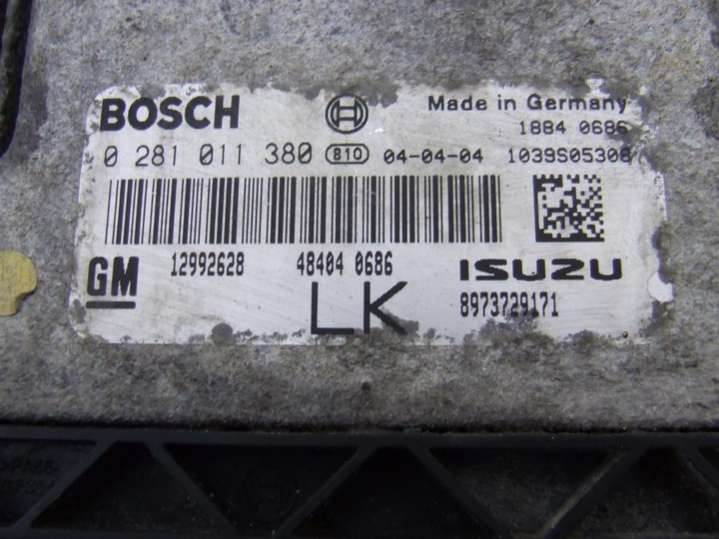 BOSCH Made in Germany
1884 0686
0 281 011 380 810 04-04-04 1039S05308
GM 12992628 48404 0686 ISUZU
LK 8973729171